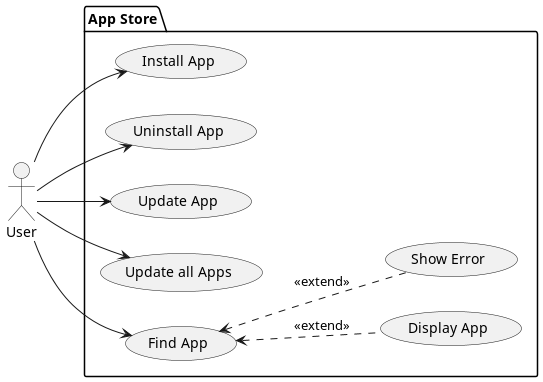 App Store
Install App
Uninstall App
Update App
User
Update all Apps
Show Error
«extend»
Display App
«extend»
Find App